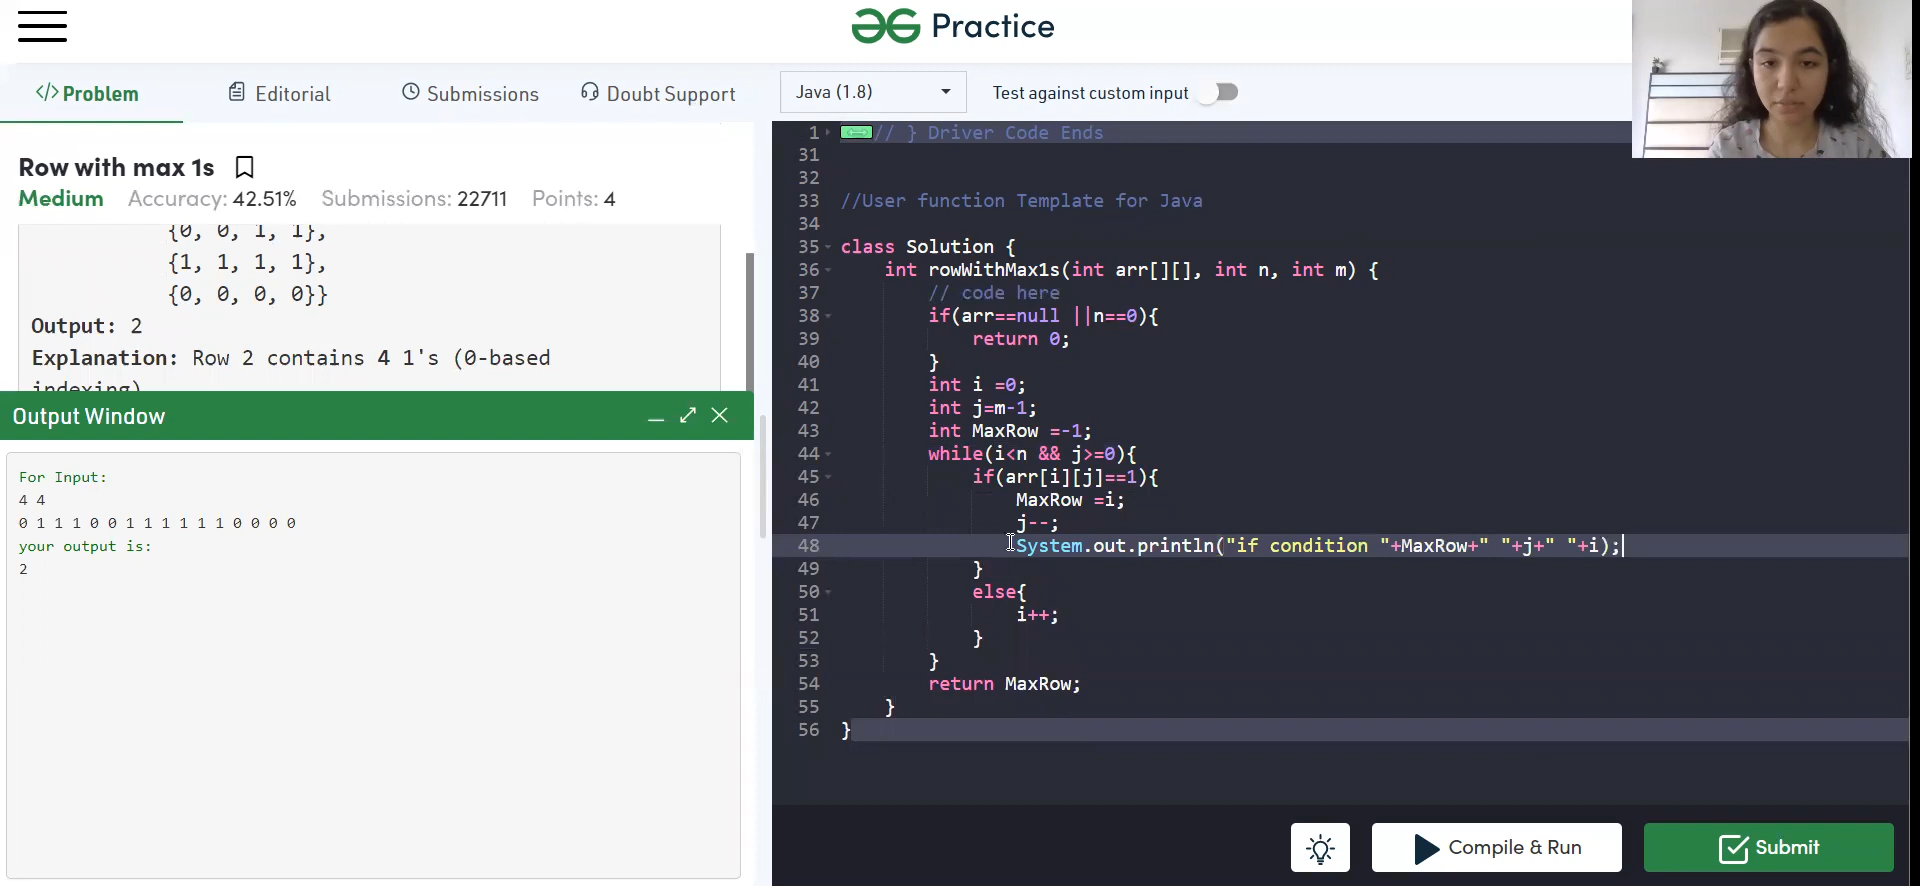 Practice
</>Problem
Editorial
Submissions
Doubt Support
Java (1.8)
Test against custom input
Row with max 1s
Medium Accuracy: 42.51% Submissions: 22711 Points: 4
{0, 0, 1, 1},
{1, 1, 1, 1},
{0, 0, 0, 0}}
Output: 2
Explanation: Row 2 contains 4 1's (0-based
indexing)
Output Window
For Input:
4 4
0 1 1 1 0 0 1 1 1 1 1 1 0 0 0 0
your output is:
2
1 // } Driver Code Ends
31
32
33 //User function Template for Java
34
35 class Solution {
36 int rowWithMax1s(int arr[][], int n, int m) {
37 // code here
38 if(arr==null ||n==0){
39 return 0;
40 }
41 int i =0;
42 int j=m-1;
43 int MaxRow =-1;
44 while(i<n && j>=0){
45 if(arr[i][j]==1){
46 MaxRow =i;
47 j--;
48 System.out.println("if condition "+MaxRow+" "+j+" "+i);
49 }
50 else{
51 i++;
52 }
53 }
54 return MaxRow;
55 }
56 }
Compile & Run
Submit